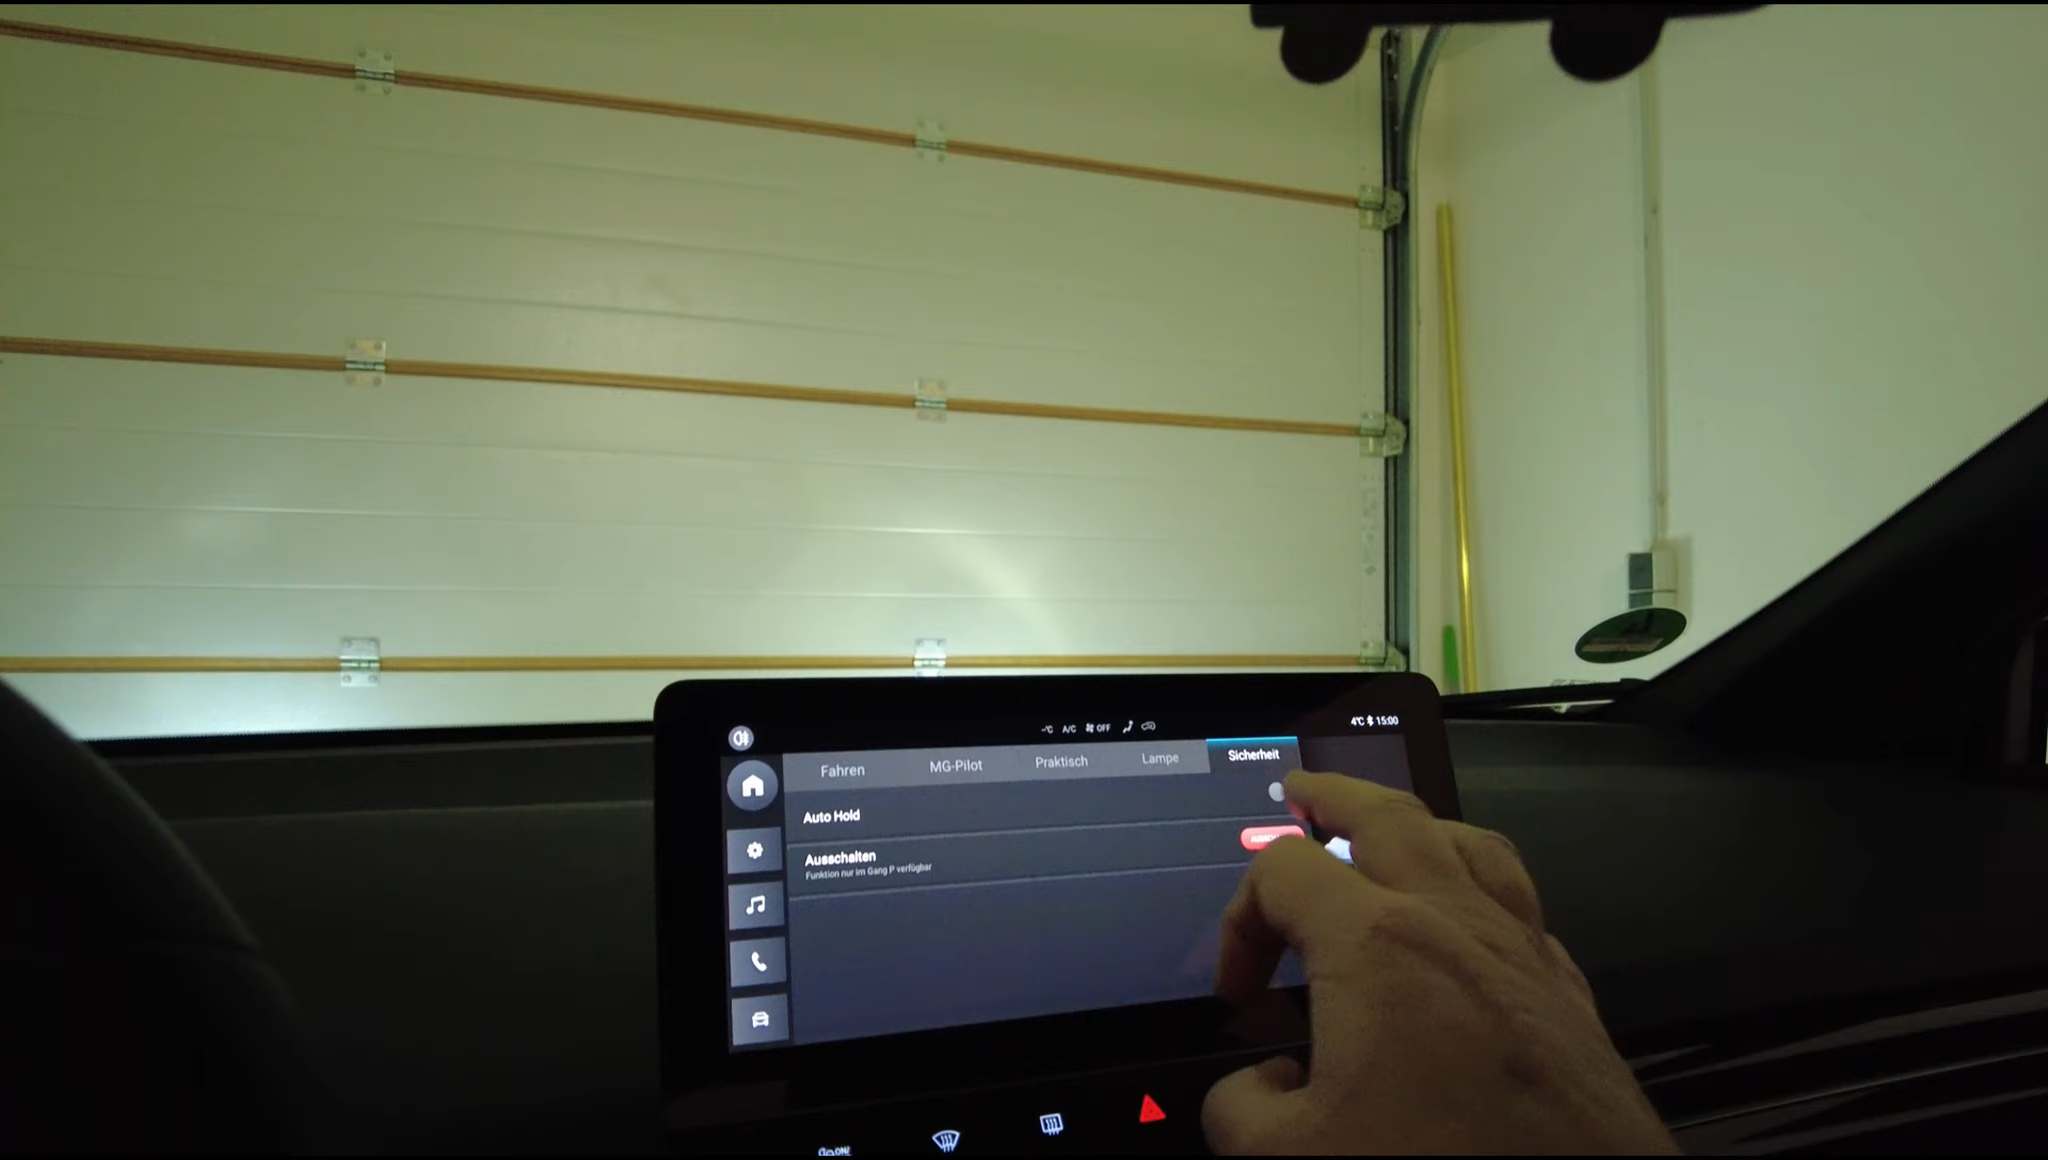 A/C OFF 4℃ 15:00
Fahren MG-Pilot Praktisch Lampe Sicherheit
Auto Hold
Ausschalten
Funktion nur im Gang P verfügbar